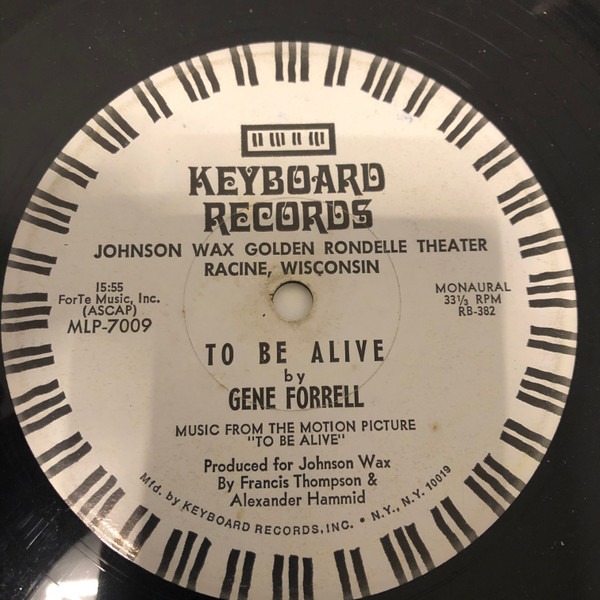 KEYBOARD
RECORDS
JOHNSON WAX GOLDEN RONDELLE THEATER
RACINE, WISCONSIN
15:55
ForTe Music, Inc.
(ASCAP)
MLP-7009
MONAURAL
33⅓ RPM
RB-382
TO BE ALIVE
by
GENE FORRELL
MUSIC FROM THE MOTION PICTURE
"TO BE ALIVE"
Produced for Johnson Wax
By Francis Thompson &
Alexander Hammid
Mfd. by KEYBOARD RECORDS, INC. • N.Y., N.Y. 10019